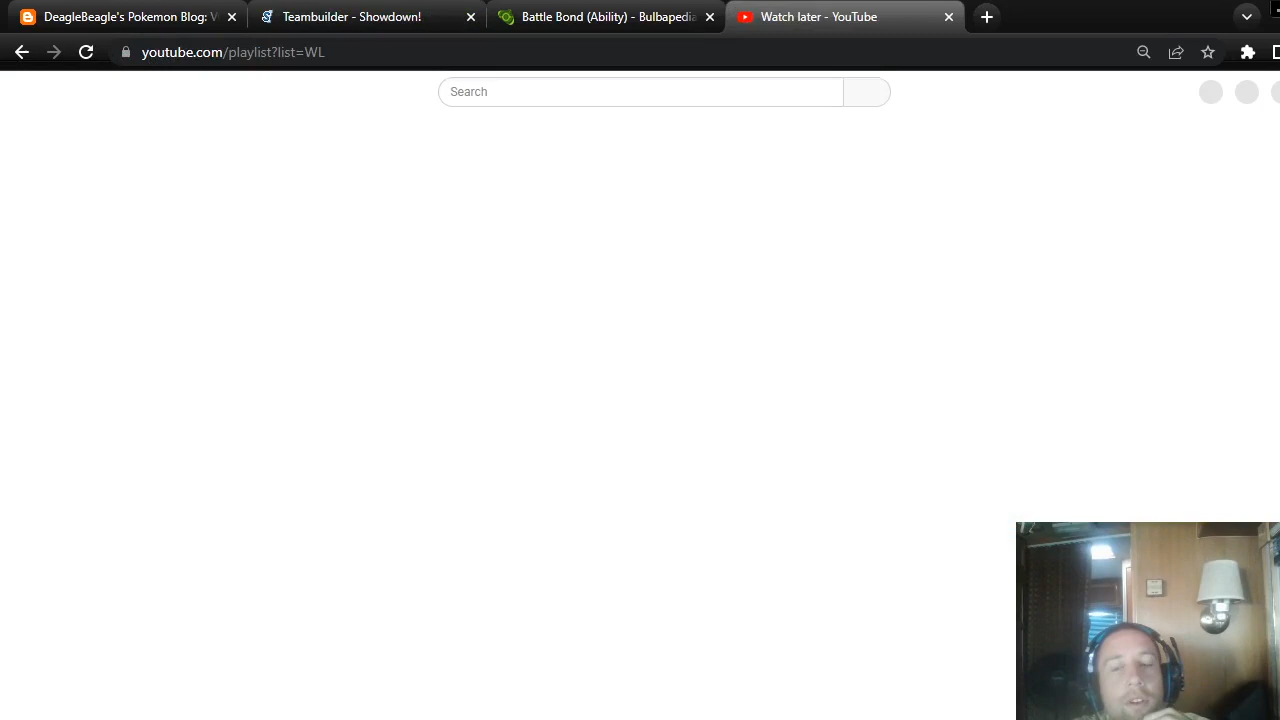 DeagleBeagle's Pokemon Blog: V
Teambuilder - Showdown!
Battle Bond (Ability) - Bulbapedia
Watch later - YouTube
youtube.com/playlist?list=WL
Search